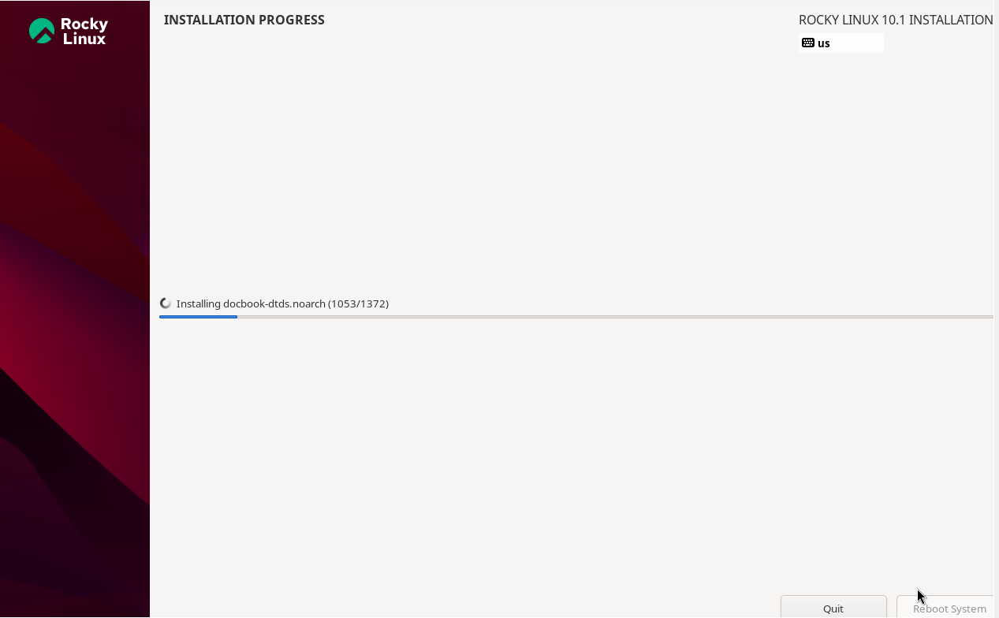 Rocky
Linux
INSTALLATION PROGRESS
ROCKY LINUX 10.1 INSTALLATION
us
Installing docbook-dtds.noarch (1053/1372)
Quit
Reboot System